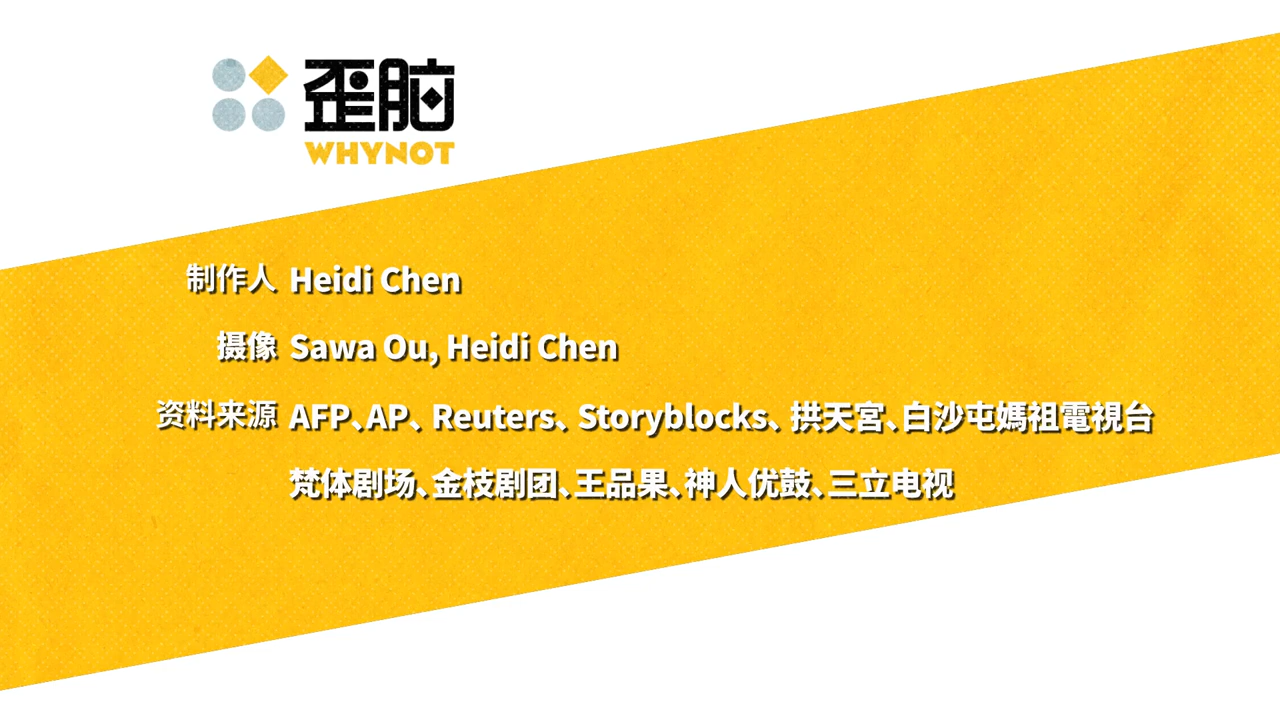 歪脑
WHYNOT
制作人 Heidi Chen
摄像 Sawa Ou, Heidi Chen
资料来源 AFP、AP、Reuters、Storyblocks、拱天宮、白沙屯媽祖電視台
梵体剧场、金枝剧团、王品果、神人优鼓、三立电视